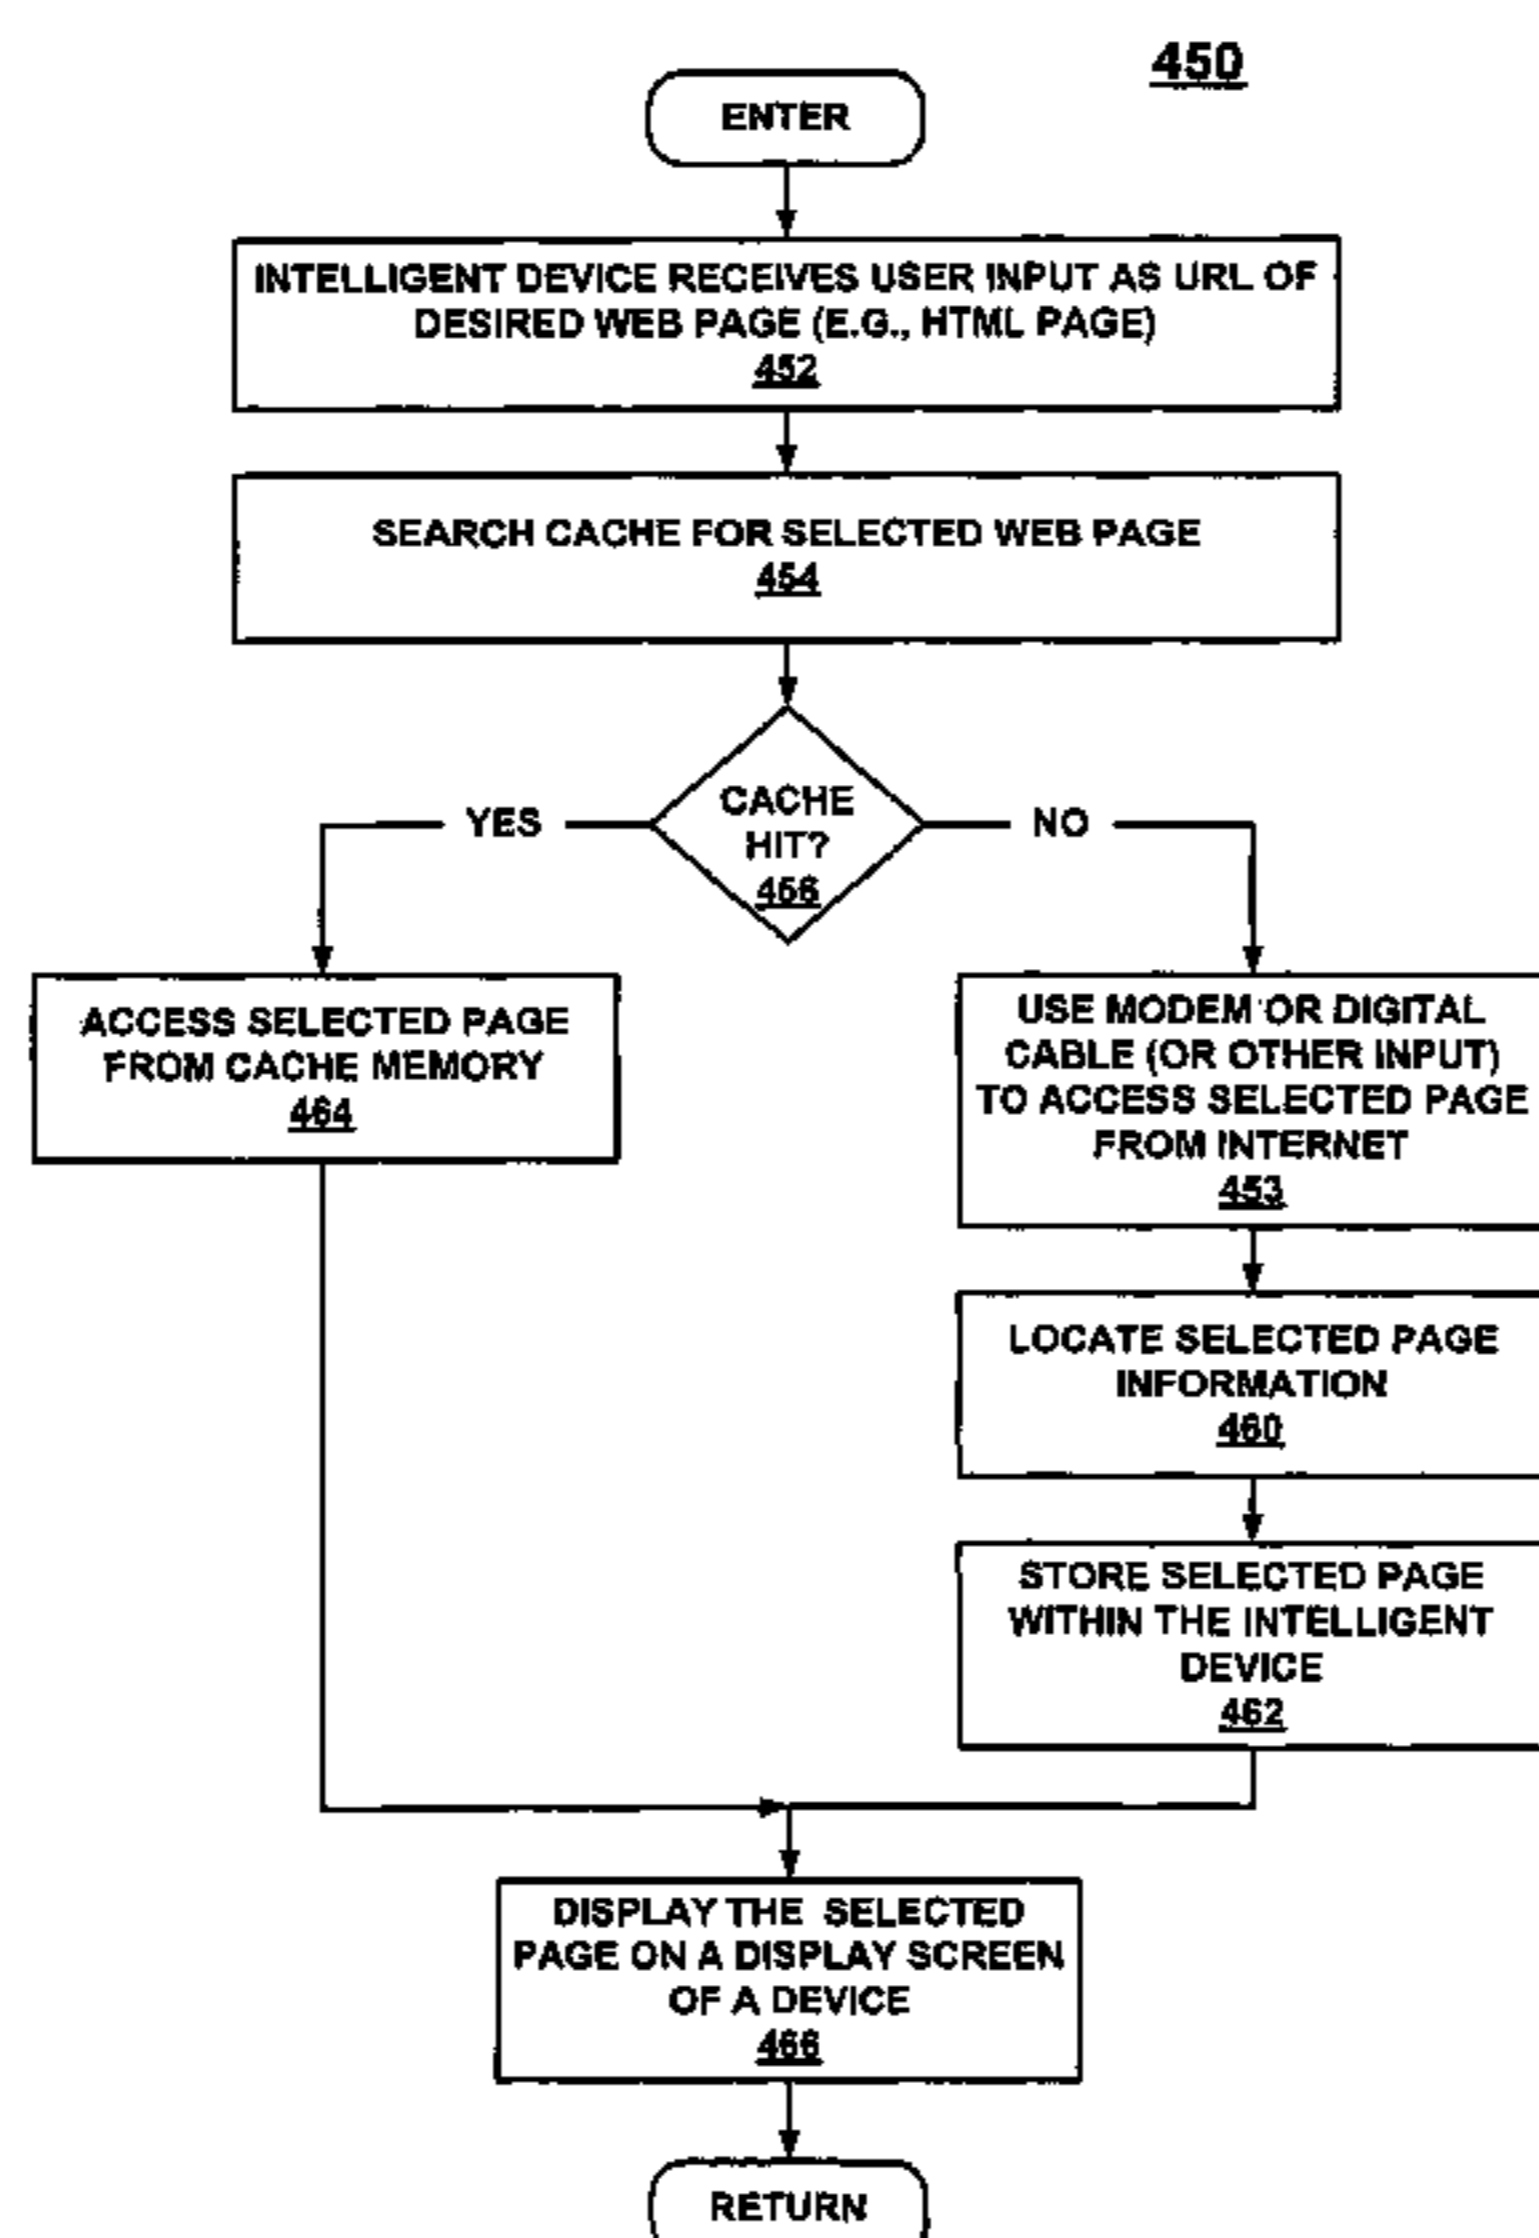 450
ENTER
INTELLIGENT DEVICE RECEIVES USER INPUT AS URL OF
DESIRED WEB PAGE (E.G., HTML PAGE)
452
SEARCH CACHE FOR SELECTED WEB PAGE
454
CACHE
HIT?
456
YES
NO
ACCESS SELECTED PAGE
FROM CACHE MEMORY
464
USE MODEM OR DIGITAL
CABLE (OR OTHER INPUT)
TO ACCESS SELECTED PAGE
FROM INTERNET
453
LOCATE SELECTED PAGE
INFORMATION
460
STORE SELECTED PAGE
WITHIN THE INTELLIGENT
DEVICE
462
DISPLAY THE SELECTED
PAGE ON A DISPLAY SCREEN
OF A DEVICE
466
RETURN